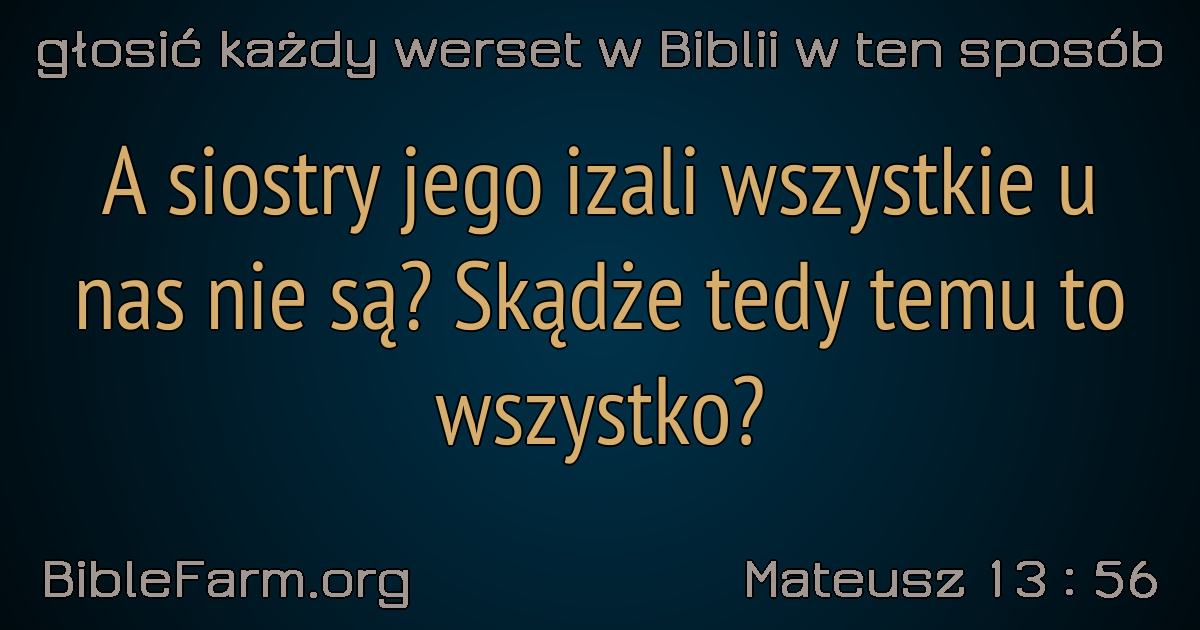 głosić każdy werset w Biblii w ten sposób
A siostry jego izali wszystkie u
nas nie są? Skądże tedy temu to
wszystko?
BibleFarm.org
Mateusz 13 : 56